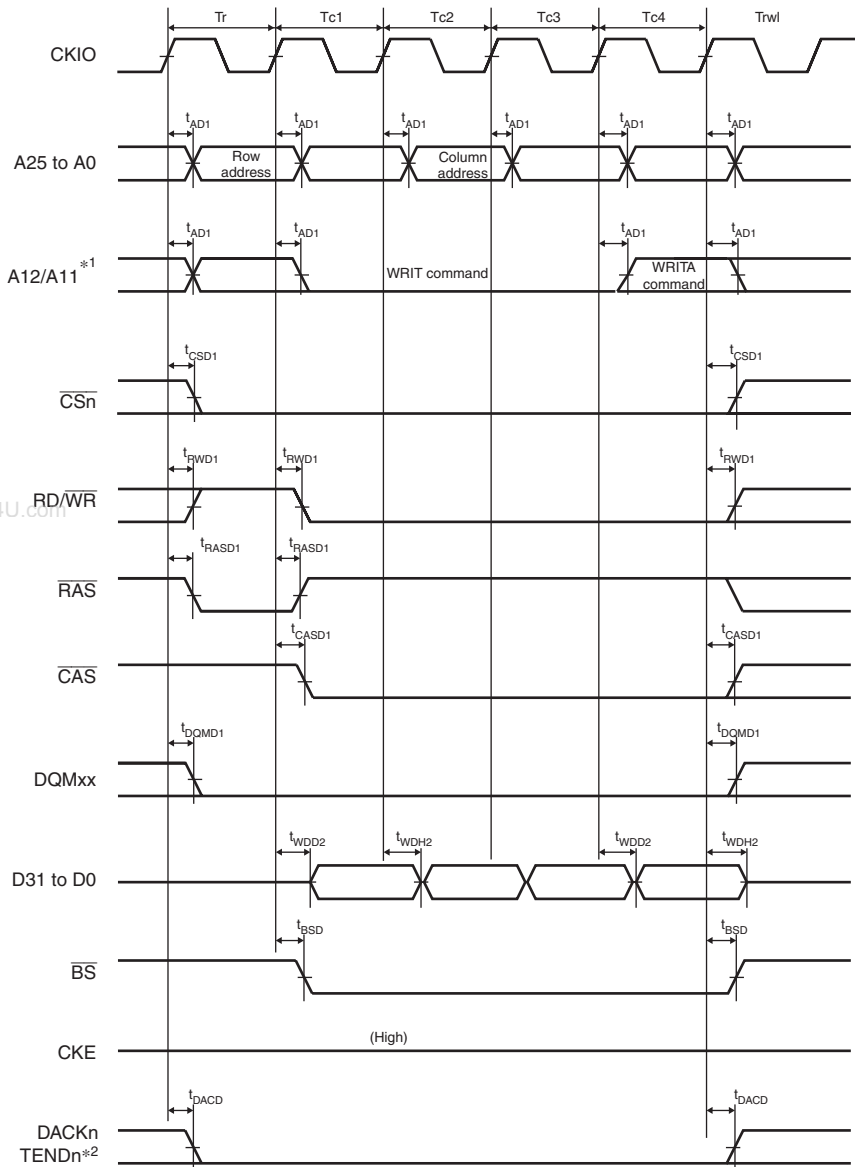 Tr Tc1 Tc2 Tc3 Tc4 Trwl
CKIO
tAD1 tAD1 tAD1 tAD1 tAD1 tAD1
A25 to A0
Row address
Column address
tAD1 tAD1 tAD1 tAD1
A12/A11*1
WRIT command
WRITA command
tCSD1 tCSD1
CSn
tRWD1 tRWD1 tRWD1
4U.com
RD/WR
tRASD1 tRASD1
RAS
tCASD1 tCASD1
CAS
tDQMD1 tDQMD1
DQMxx
tWDD2 tWDH2 tWDD2 tWDH2
D31 to D0
tBSD tBSD
BS
(High)
CKE
tDACD tDACD
DACKn
TENDn*2